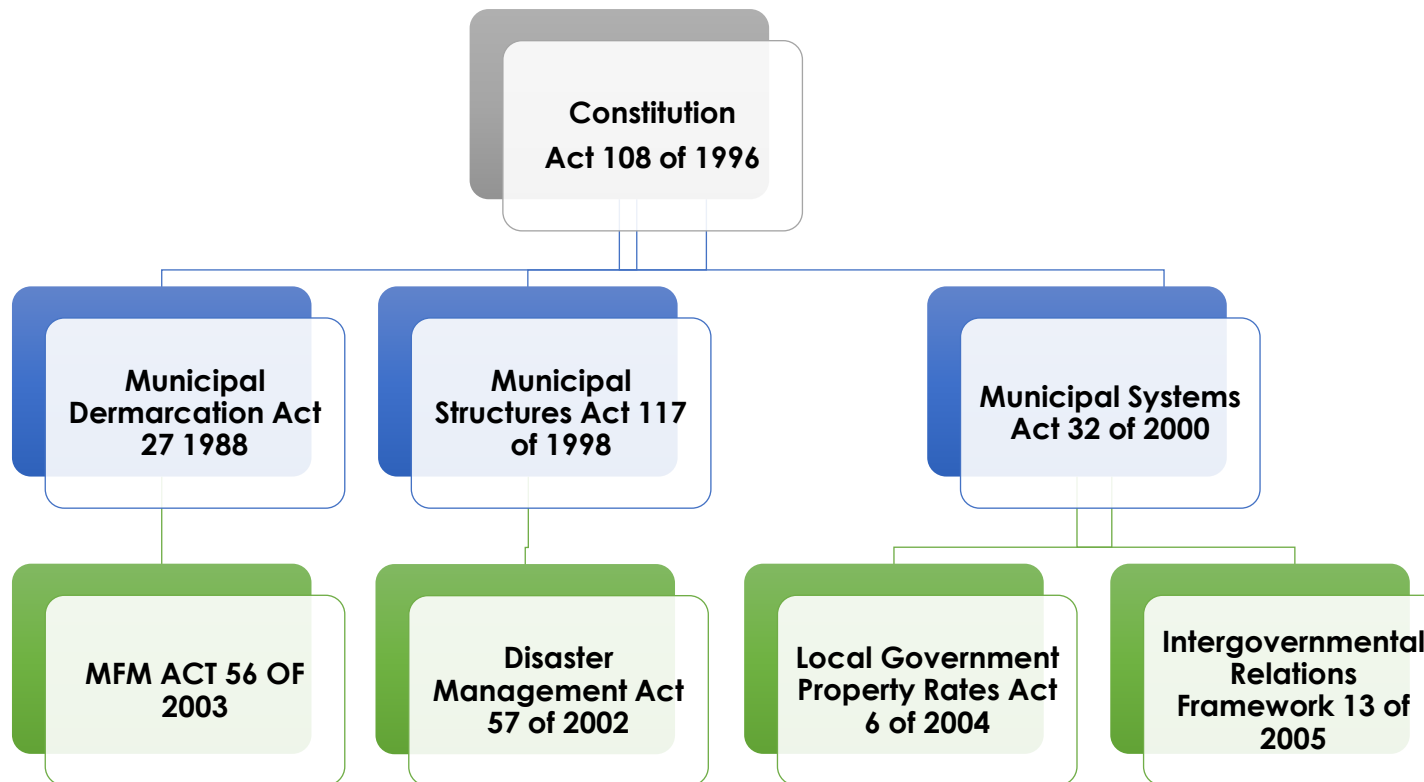 Constitution
Act 108 of 1996
Municipal
Dermarcation Act
27 1988
Municipal
Structures Act 117
of 1998
Municipal Systems
Act 32 of 2000
MFM ACT 56 OF
2003
Disaster
Management Act
57 of 2002
Local Government
Property Rates Act
6 of 2004
Intergovernmental
Relations
Framework 13 of
2005